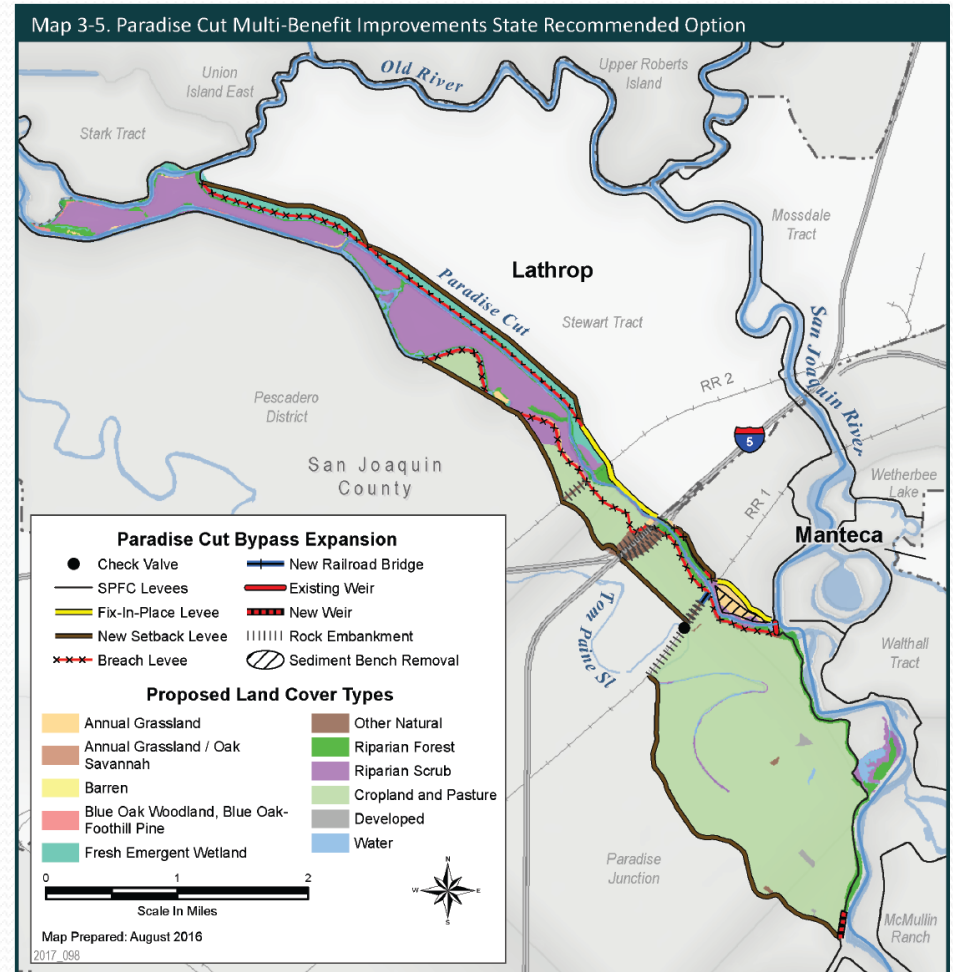 Map 3-5. Paradise Cut Multi-Benefit Improvements State Recommended Option
Union
Island East
Old River
Upper Roberts
Island
Stark Tract
Mossdale
Tract
Lathrop
Paradise Cut
Stewart Tract
San Joaquin River
RR 2
Pescadero
District
5
San Joaquin
County
RR 1
Wetherbee
Lake
Manteca
Tom Paine Sl
Walthall
Tract
Paradise
Junction
McMullin
Ranch
Paradise Cut Bypass Expansion
Check Valve
SPFC Levees
Fix-In-Place Levee
New Setback Levee
Breach Levee
New Railroad Bridge
Existing Weir
New Weir
Rock Embankment
Sediment Bench Removal
Proposed Land Cover Types
Annual Grassland
Annual Grassland / Oak
Savannah
Barren
Blue Oak Woodland, Blue Oak-
Foothill Pine
Fresh Emergent Wetland
Other Natural
Riparian Forest
Riparian Scrub
Cropland and Pasture
Developed
Water
0 1 2
Scale In Miles
N
W E
S
Map Prepared: August 2016
2017_098